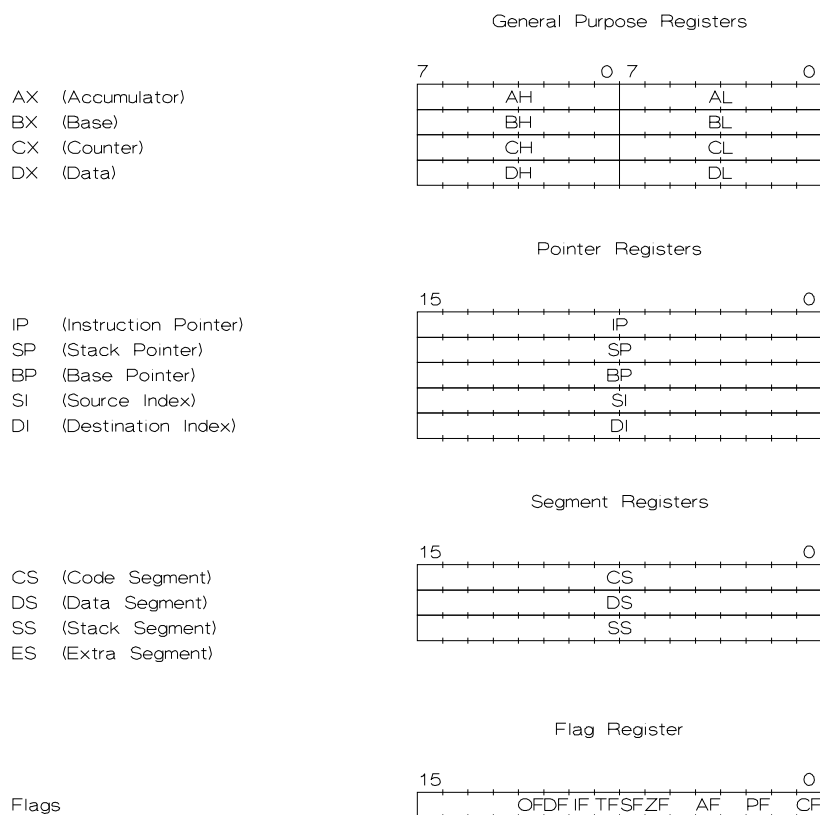 General Purpose Registers
7 0 7 0
AX (Accumulator) AH AL
BX (Base) BH BL
CX (Counter) CH CL
DX (Data) DH DL
Pointer Registers
15 0
IP (Instruction Pointer) IP
SP (Stack Pointer) SP
BP (Base Pointer) BP
SI (Source Index) SI
DI (Destination Index) DI
Segment Registers
15 0
CS (Code Segment) CS
DS (Data Segment) DS
SS (Stack Segment) SS
ES (Extra Segment)
Flag Register
15 0
Flags OF DF IF TF SF ZF AF PF CF